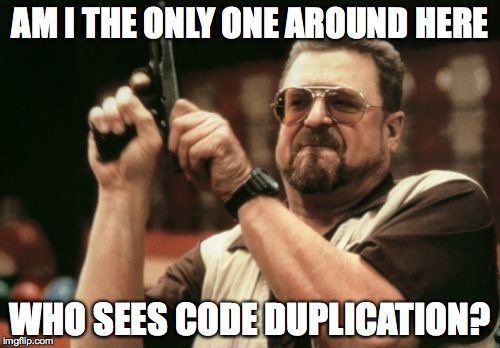 AM I THE ONLY ONE AROUND HERE
WHO SEES CODE DUPLICATION?
imgflip.com